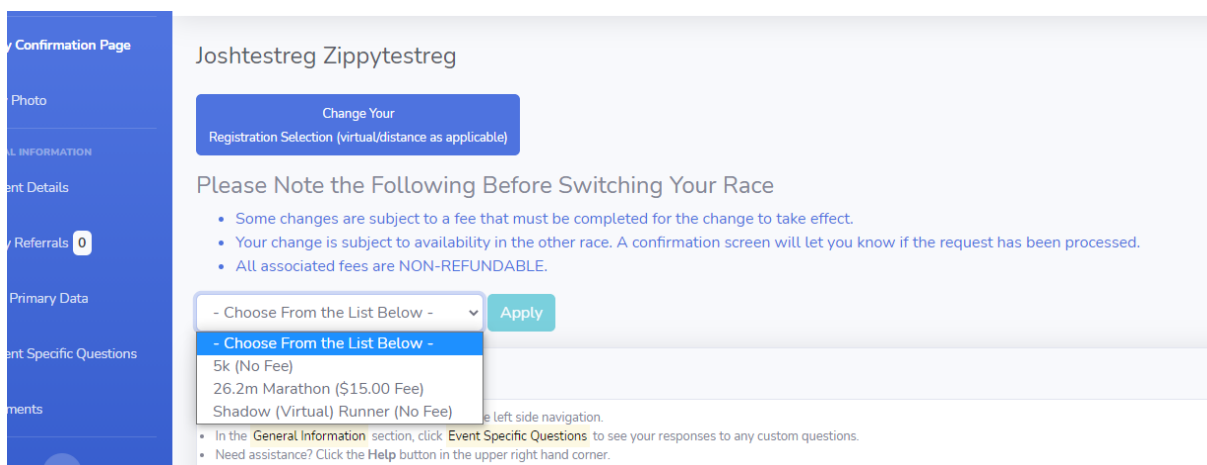 Confirmation Page
Photo
INFORMATION
Details
Referrals 0
Primary Data
Specific Questions
Joshtestreg Zippytestreg
Change Your
Registration Selection (virtual/distance as applicable)
Please Note the Following Before Switching Your Race
• Some changes are subject to a fee that must be completed for the change to take effect.
• Your change is subject to availability in the other race. A confirmation screen will let you know if the request has been processed.
• All associated fees are NON-REFUNDABLE.
- Choose From the List Below - Apply
- Choose From the List Below -
5k (No Fee)
26.2m Marathon ($15.00 Fee)
Shadow (Virtual) Runner (No Fee)
left side navigation.
• In the General Information section, click Event Specific Questions to see your responses to any custom questions.
• Need assistance? Click the Help button in the upper right hand corner.